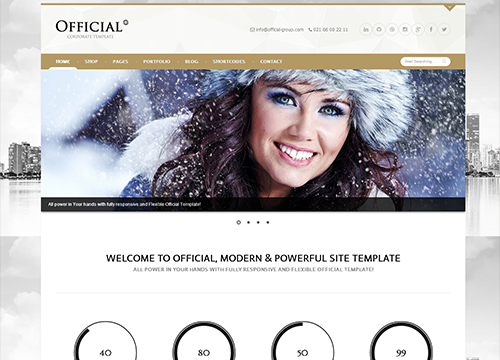 OFFICIAL
CORPORATE TEMPLATE
info@official-group.com 021 66 00 22 11
HOME SHOP PAGES PORTFOLIO BLOG SHORTCODES CONTACT
All power in Your hands with fully responsive and Flexible Official Template!
WELCOME TO OFFICIAL, MODERN & POWERFUL SITE TEMPLATE
ALL POWER IN YOUR HANDS WITH FULLY RESPONSIVE AND FLEXIBLE OFFICIAL TEMPLATE!
40 80 50 99